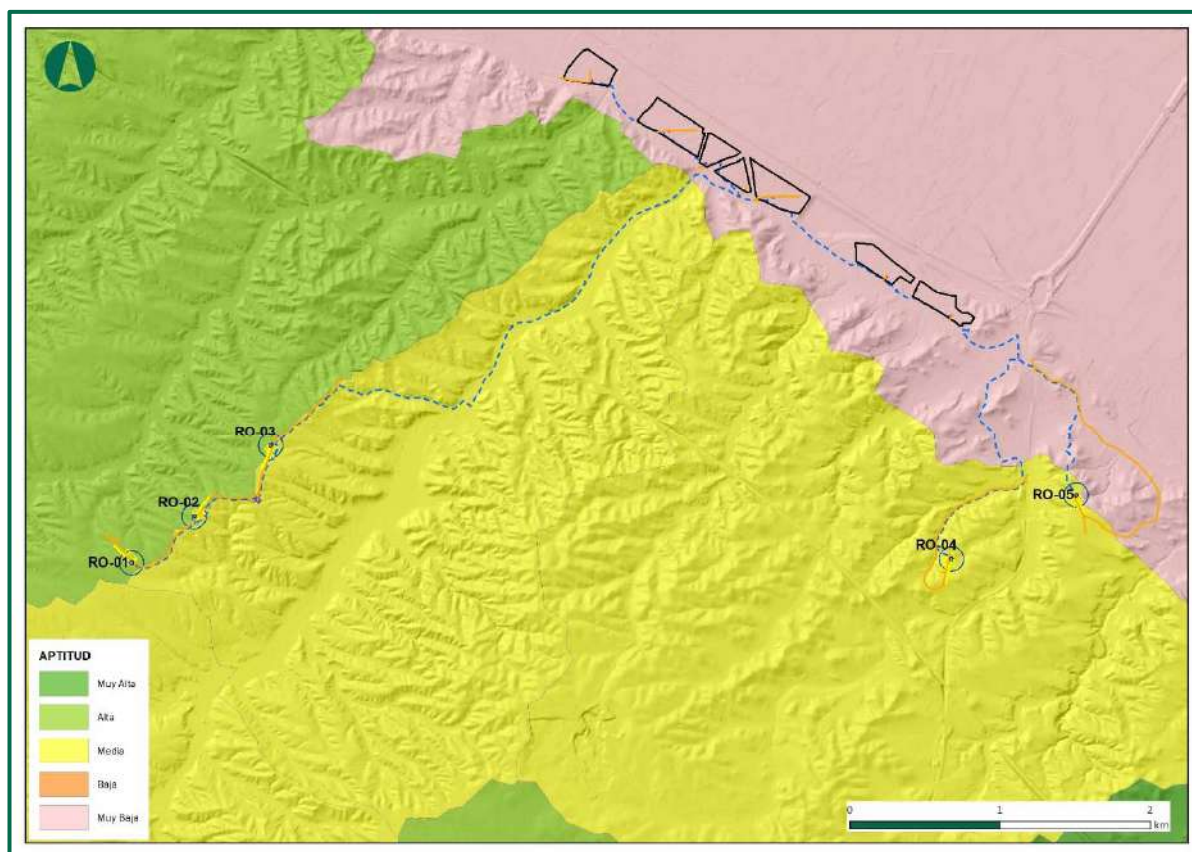 RO-03
RO-02
RO-05
RO-04
RO-01
APTITUD
Muy Alta
Alta
Media
Baja
Muy Baja
0 1 2
km